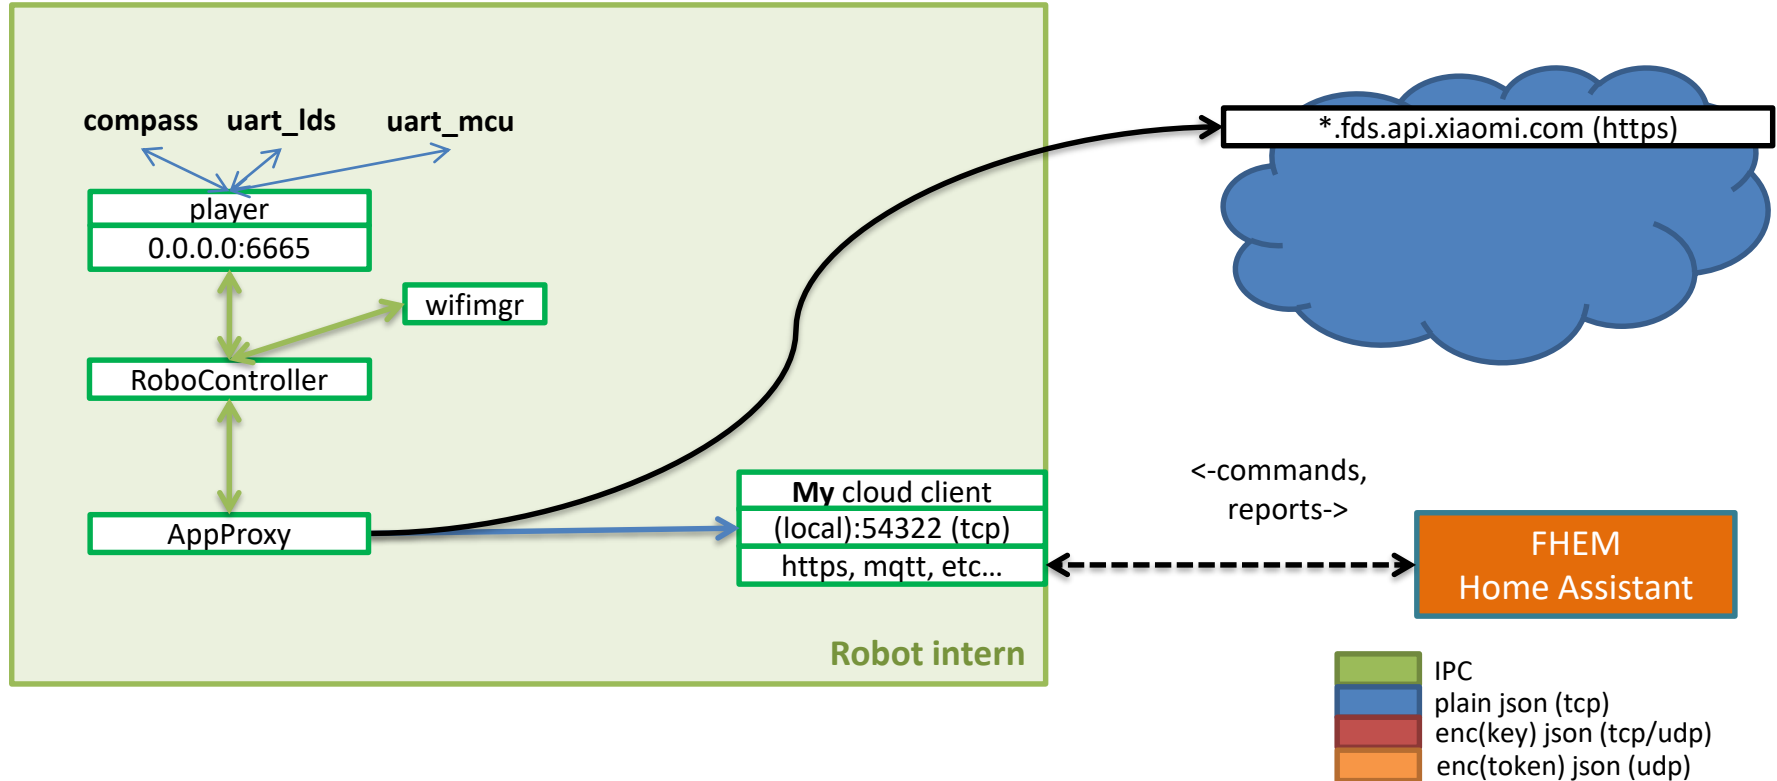 compass uart_lds uart_mcu
*.fds.api.xiaomi.com (https)
player
0.0.0.0:6665
wifimgr
RoboController
AppProxy
My cloud client
(local):54322 (tcp)
https, mqtt, etc...
<-commands,
reports->
FHEM
Home Assistant
Robot intern
IPC
plain json (tcp)
enc(key) json (tcp/udp)
enc(token) json (udp)